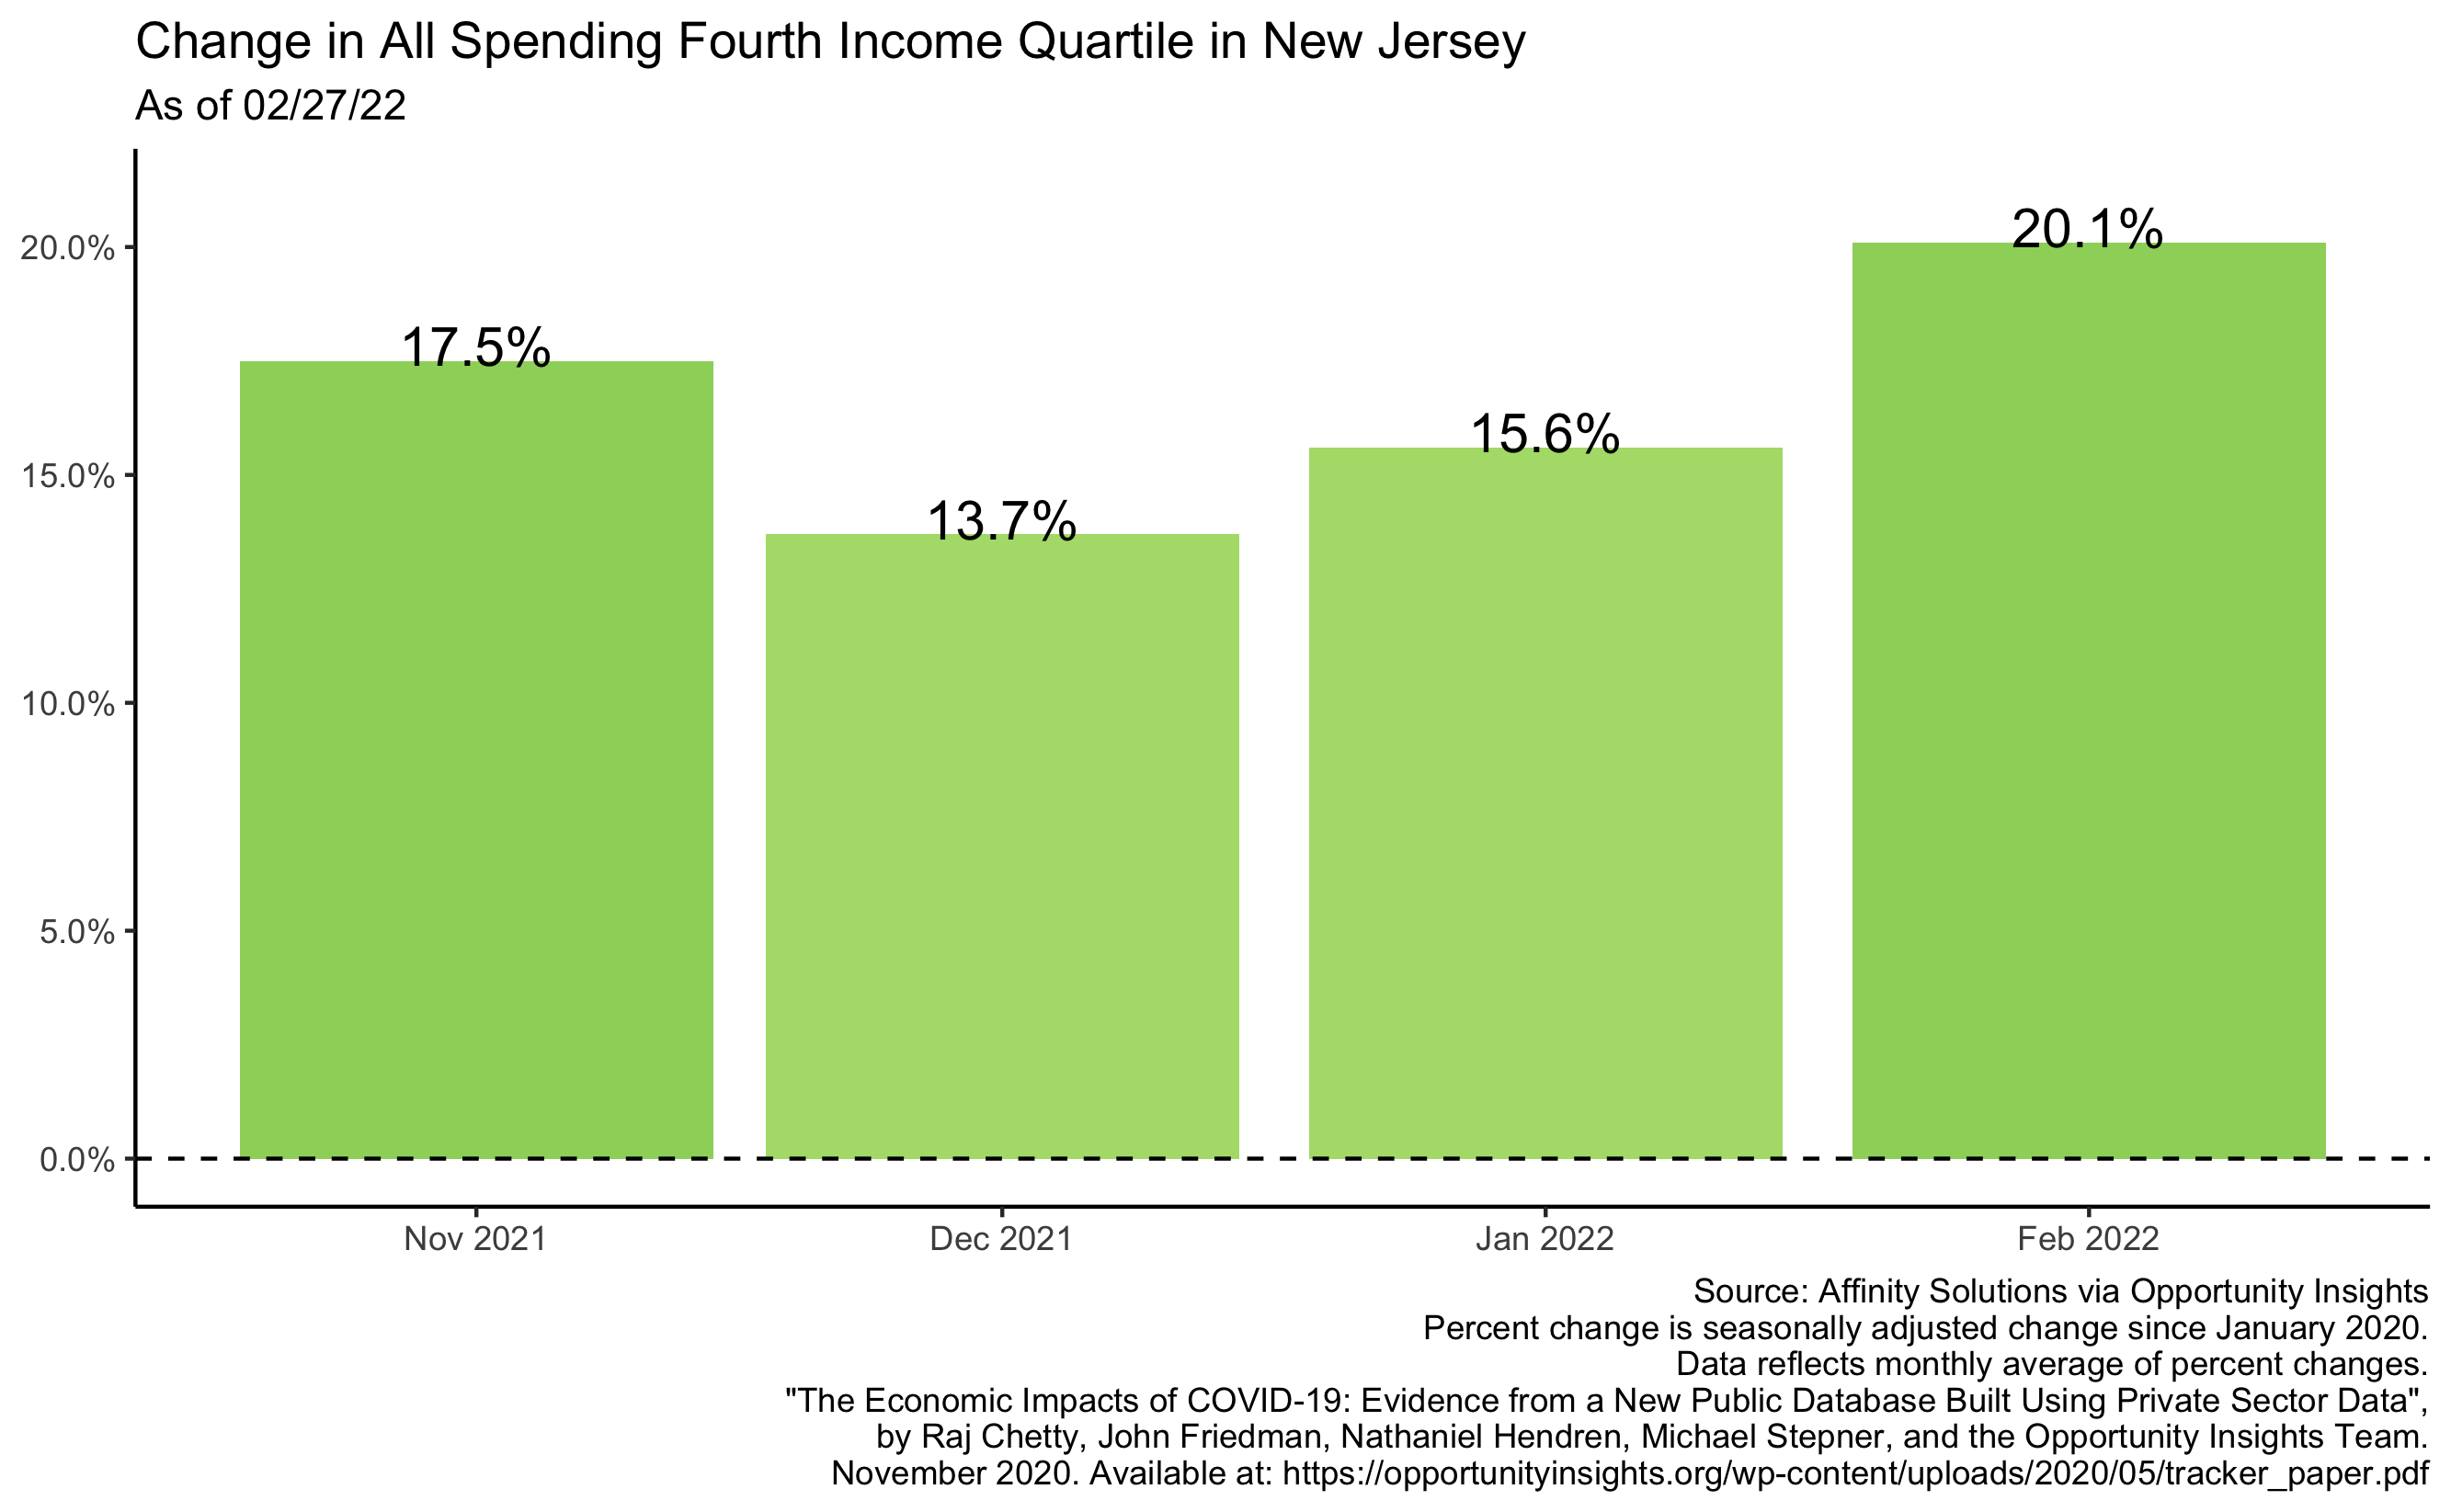 Change in All Spending Fourth Income Quartile in New Jersey
As of 02/27/22
20.0%
15.0%
10.0%
5.0%
0.0%
17.5%
13.7%
15.6%
20.1%
Nov 2021
Dec 2021
Jan 2022
Feb 2022
Source: Affinity Solutions via Opportunity Insights
Percent change is seasonally adjusted change since January 2020.
Data reflects monthly average of percent changes.
"The Economic Impacts of COVID-19: Evidence from a New Public Database Built Using Private Sector Data",
by Raj Chetty, John Friedman, Nathaniel Hendren, Michael Stepner, and the Opportunity Insights Team.
November 2020. Available at: https://opportunityinsights.org/wp-content/uploads/2020/05/tracker_paper.pdf